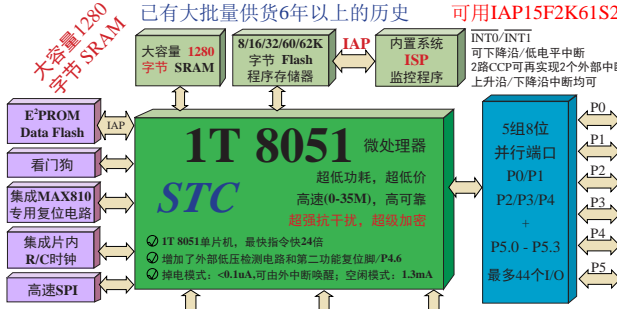 已有大批量供货6年以上的历史
可用IAP15F2K61S2
大容量1280
字节 SRAM
大容量 1280
字节 SRAM
8/16/32/60/62K
字节 Flash
程序存储器
IAP
内置系统
ISP
监控程序
INT0/INT1
可下降沿/低电平中断
2路CCP可再实现2个外部中断
上升沿/下降沿中断均可
E²PROM
Data Flash
IAP
看门狗
集成MAX810
专用复位电路
集成片内
R/C时钟
高速SPI
1T 8051 微处理器
STC
超低功耗，超低价
高速(0-35M)，高可靠
超强抗干扰，超级加密
1T 8051单片机，最快指令快24倍
增加了外部低压检测电路和第二功能复位脚/P4.6
掉电模式：<0.1uA,可由外中断唤醒；空闲模式：1.3mA
5组8位
并行端口
P0/P1
P2/P3/P4
+
P5.0 - P5.3
最多44个I/O
P0
P1
P2
P3
P4
P5